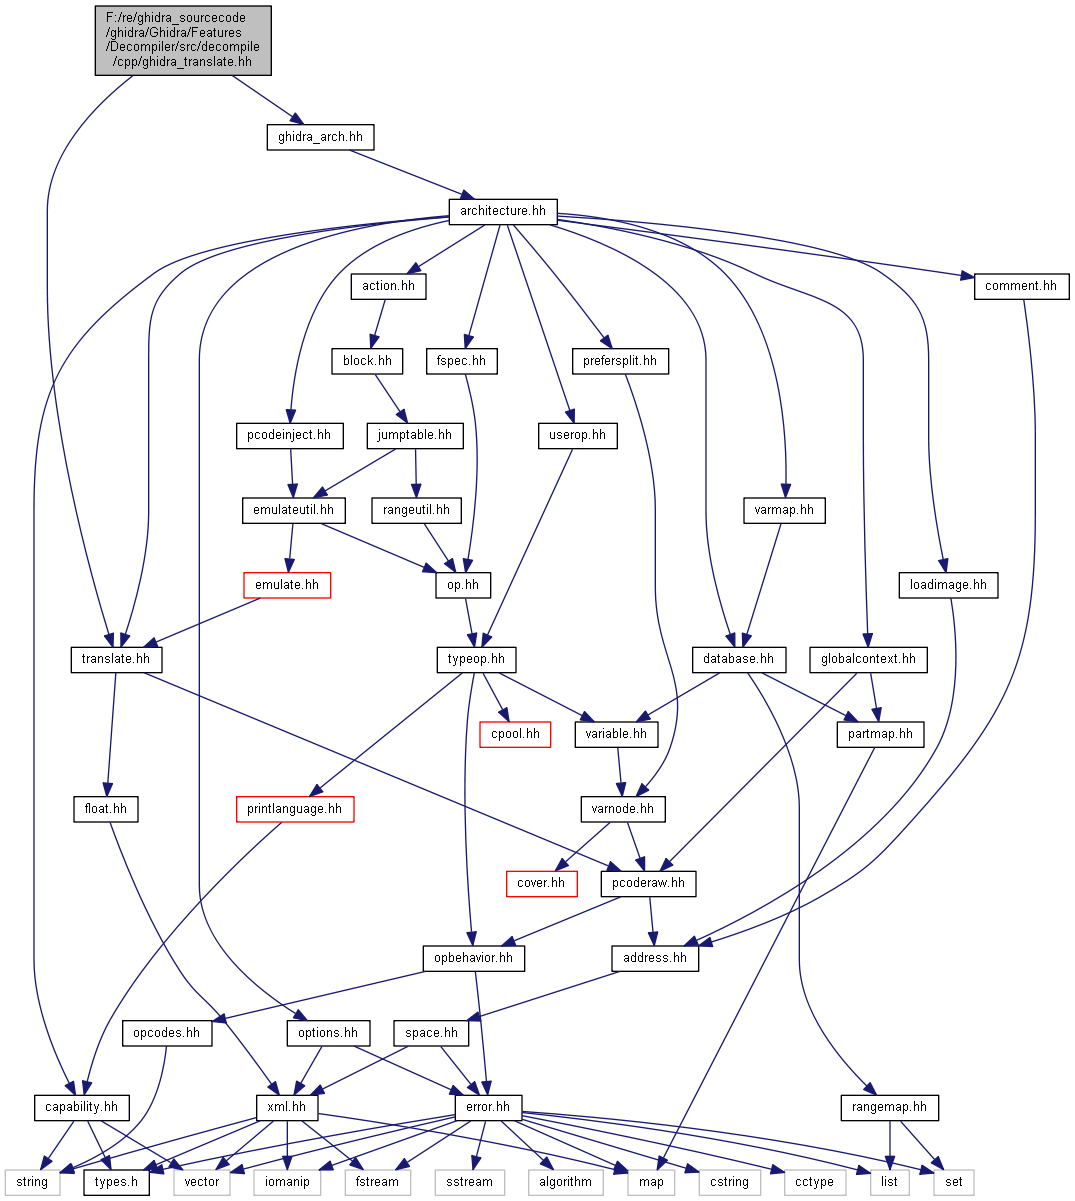 F:/re/ghidra_sourcecode
/ghidra/Ghidra/Features
/Decompiler/src/decompile
/cpp/ghidra_translate.hh
ghidra_arch.hh
architecture.hh
action.hh
comment.hh
block.hh
fspec.hh
prefersplit.hh
pcodeinject.hh
jumptable.hh
userop.hh
emulateutil.hh
rangeutil.hh
varmap.hh
emulate.hh
op.hh
loadimage.hh
translate.hh
typeop.hh
database.hh
globalcontext.hh
cpool.hh
variable.hh
partmap.hh
float.hh
printlanguage.hh
varnode.hh
cover.hh
pcoderaw.hh
opbehavior.hh
address.hh
opcodes.hh
options.hh
space.hh
capability.hh
xml.hh
error.hh
rangemap.hh
string
types.h
vector
iomanip
fstream
sstream
algorithm
map
cstring
cctype
list
set